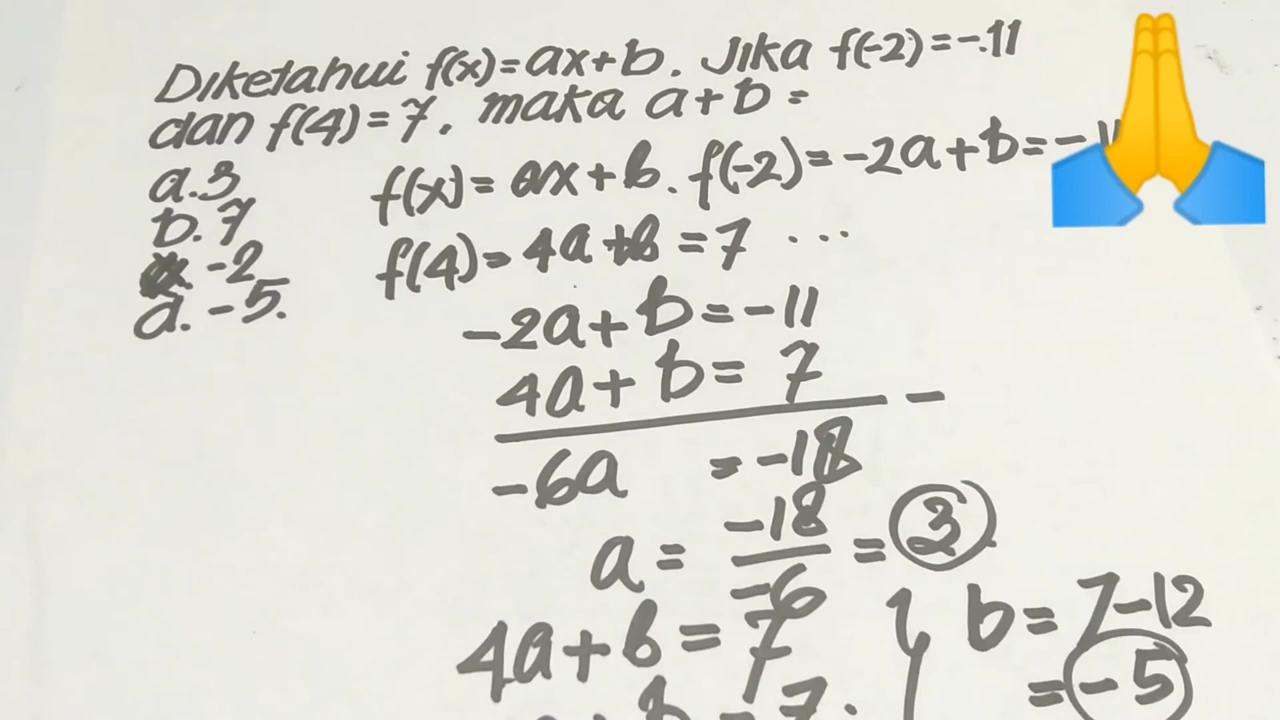 Diketahui f(x)=ax+b. Jika f(-2)=-11
dan f(4)=7, maka a+b=
a. 3
b. 7
-2
d. -5.
f(x)= ax+b. f(-2)=-2a+b=-
f(4)= 4a+b=7 ...
-2a+b=-11
4a+b= 7
-
-6a =-18
a= -18/-6 = 3
4a+b=7
b= 7-12
=-5